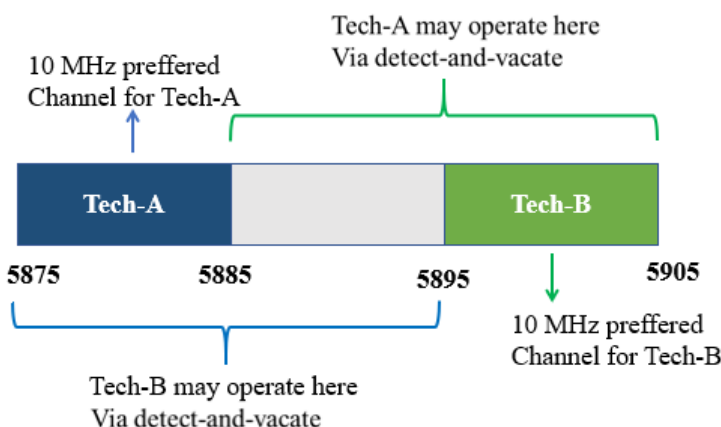 Tech-A may operate here
Via detect-and-vacate
10 MHz preffered
Channel for Tech-A
Tech-A
Tech-B
5875
5885
5895
5905
10 MHz preffered
Channel for Tech-B
Tech-B may operate here
Via detect-and-vacate